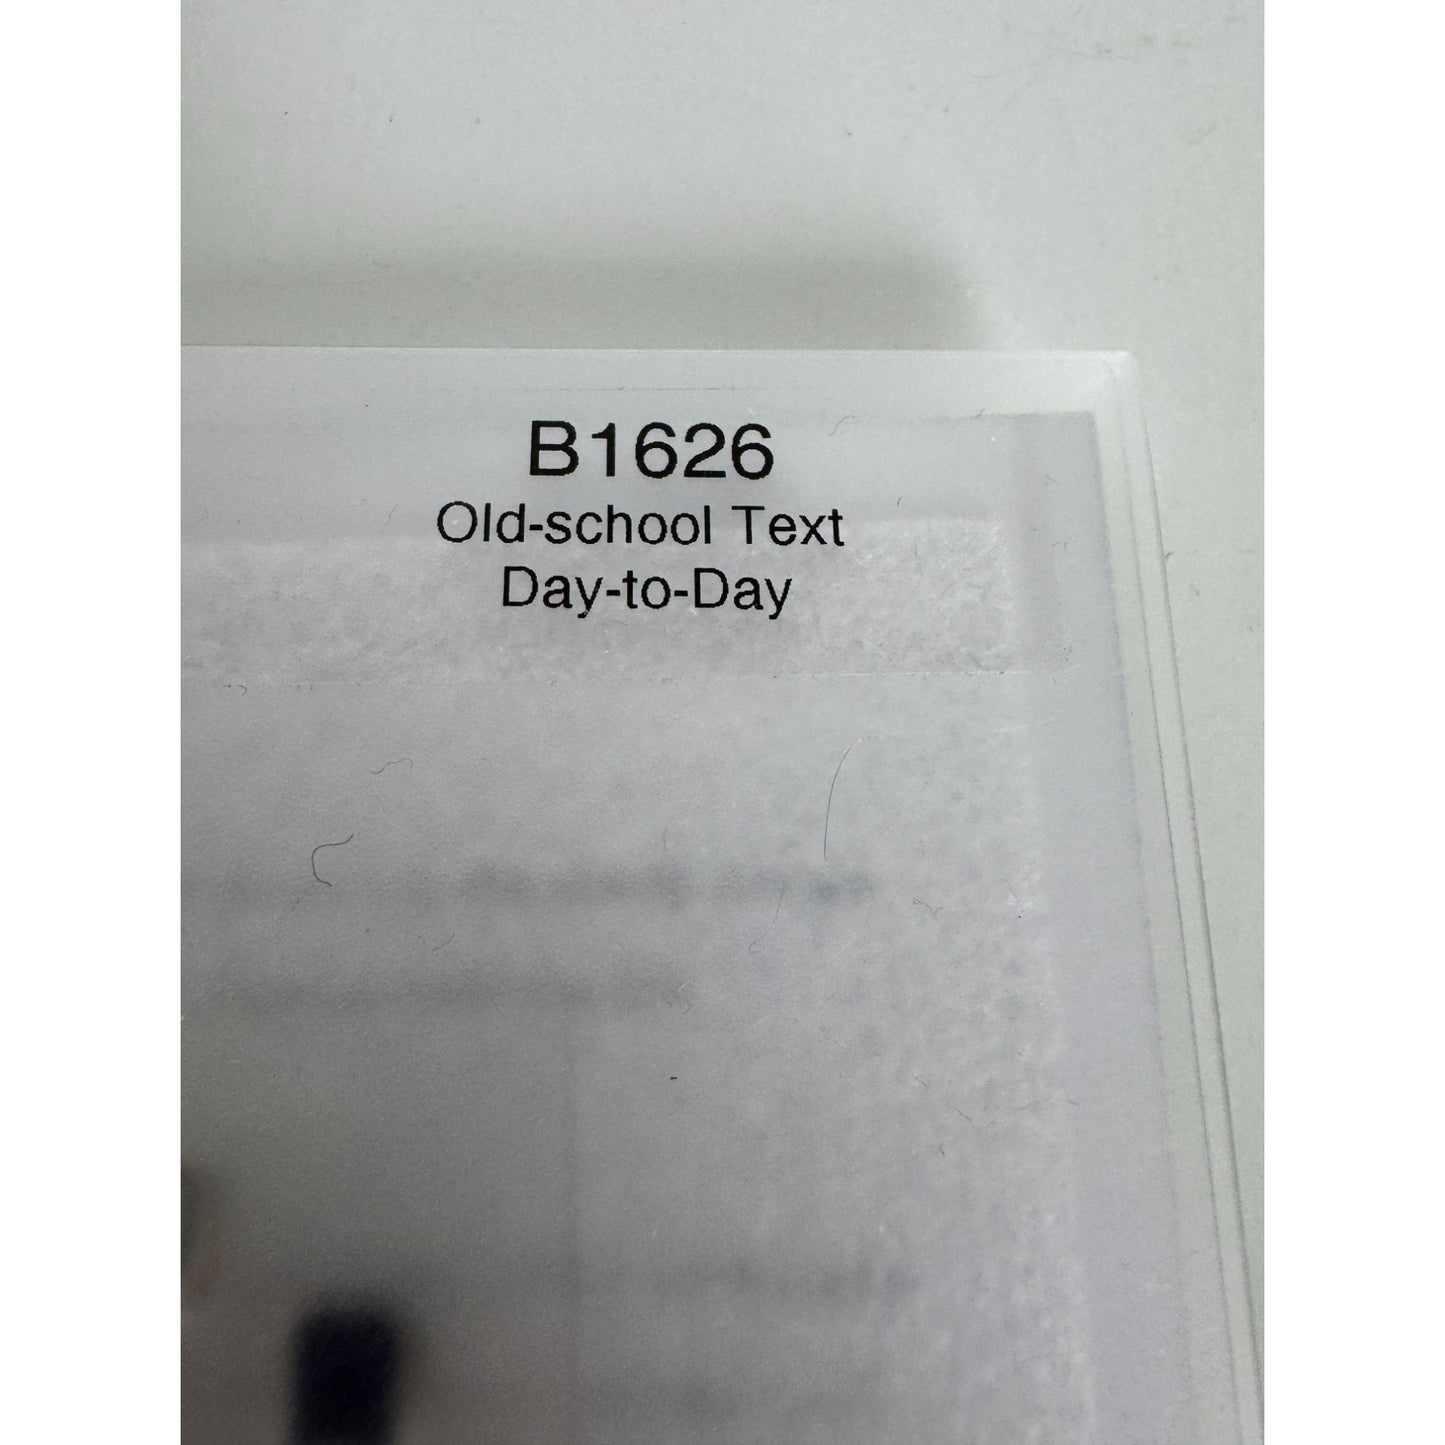 B1626
Old-school Text
Day-to-Day